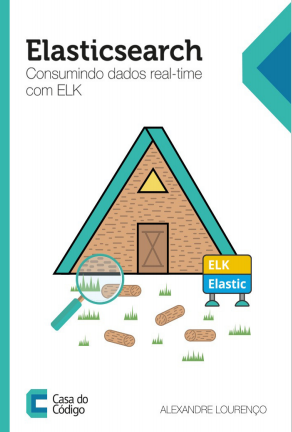 Elasticsearch
Consumindo dados real-time
com ELK
ELK
Elastic
Casa do
Código
ALEXANDRE LOURENÇO